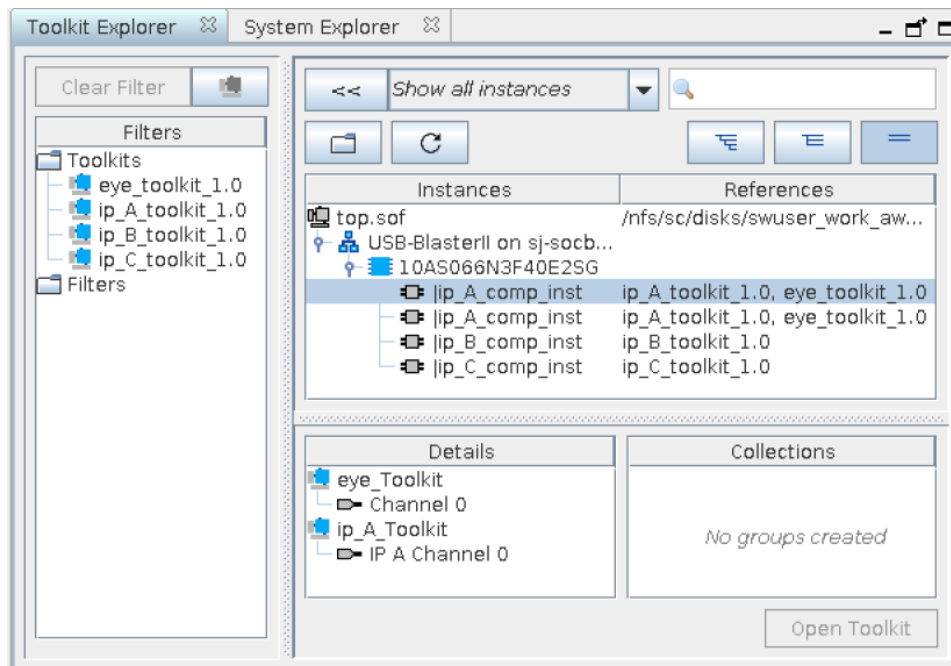 Toolkit Explorer
System Explorer
Clear Filter
Filters
Toolkits
eye_toolkit_1.0
ip_A_toolkit_1.0
ip_B_toolkit_1.0
ip_C_toolkit_1.0
Filters
<< Show all instances
Instances References
top.sof /nfs/sc/disks/swuser_work_aw...
USB-BlasterII on sj-socb...
10AS066N3F40E2SG
|ip_A_comp_inst ip_A_toolkit_1.0, eye_toolkit_1.0
|ip_A_comp_inst ip_A_toolkit_1.0, eye_toolkit_1.0
|ip_B_comp_inst ip_B_toolkit_1.0
|ip_C_comp_inst ip_C_toolkit_1.0
Details
eye_Toolkit
Channel 0
ip_A_Toolkit
IP A Channel 0
Collections
No groups created
Open Toolkit